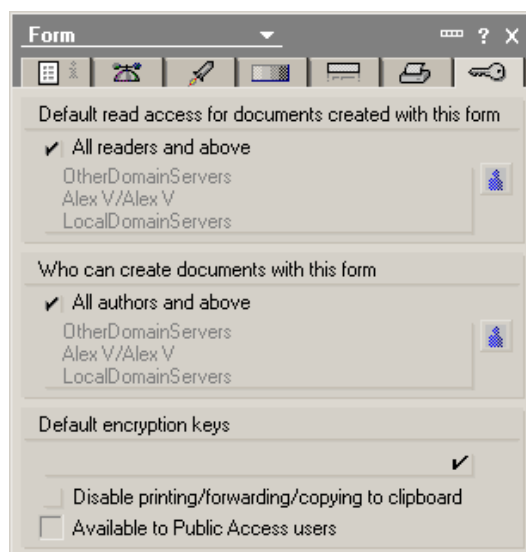 Form
? X
Default read access for documents created with this form
All readers and above
OtherDomainServers
Alex V/Alex V
LocalDomainServers
Who can create documents with this form
All authors and above
OtherDomainServers
Alex V/Alex V
LocalDomainServers
Default encryption keys
Disable printing/forwarding/copying to clipboard
Available to Public Access users